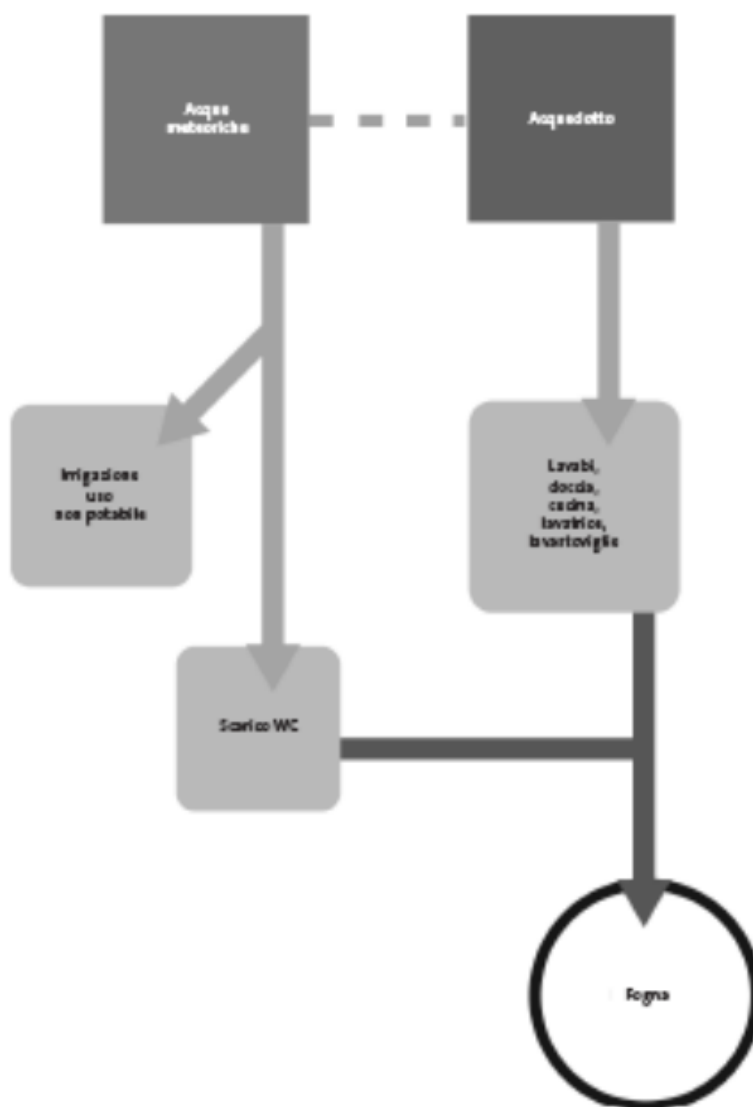 Acque
meteoriche
Acquedotto
Irrigazione
uso
non potabile
Lavabi,
doccia,
cucina,
lavatrice,
lavastoviglie
Scarico WC
Fogna